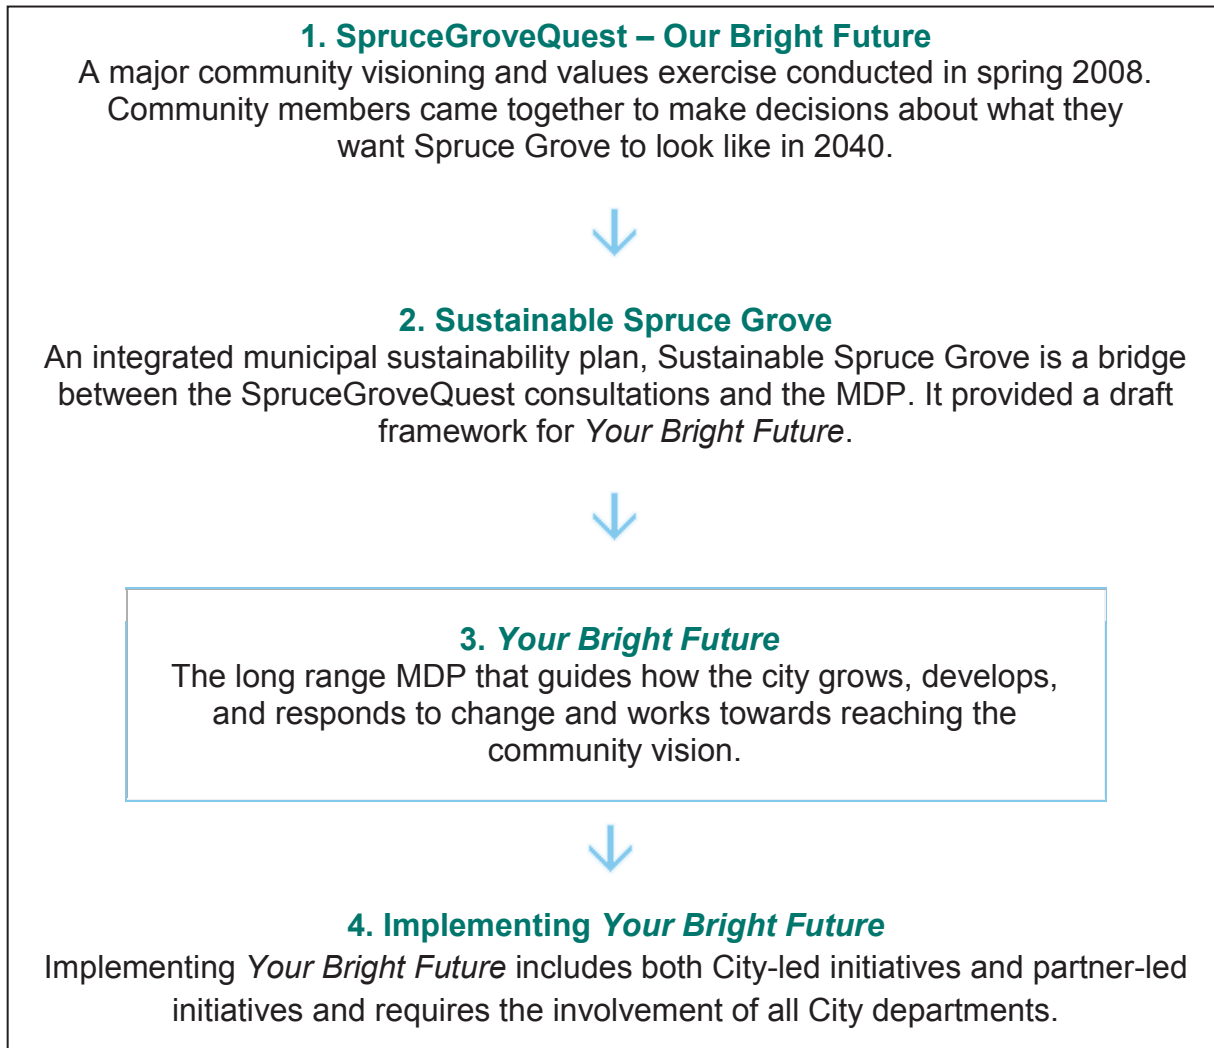 1. SpruceGroveQuest – Our Bright Future
A major community visioning and values exercise conducted in spring 2008.
Community members came together to make decisions about what they
want Spruce Grove to look like in 2040.
2. Sustainable Spruce Grove
An integrated municipal sustainability plan, Sustainable Spruce Grove is a bridge
between the SpruceGroveQuest consultations and the MDP. It provided a draft
framework for Your Bright Future.
3. Your Bright Future
The long range MDP that guides how the city grows, develops,
and responds to change and works towards reaching the
community vision.
4. Implementing Your Bright Future
Implementing Your Bright Future includes both City-led initiatives and partner-led
initiatives and requires the involvement of all City departments.